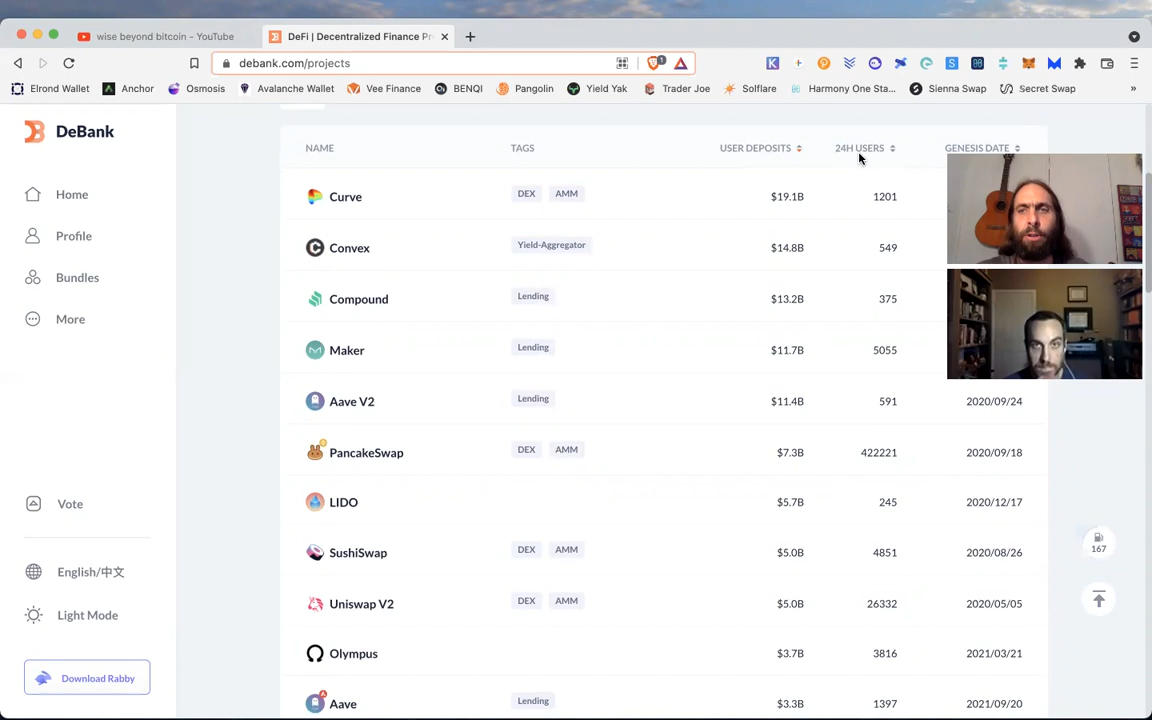 wise beyond bitcoin - YouTube
DeFi | Decentralized Finance Pr
debank.com/projects
1
Elrond Wallet Anchor Osmosis Avalanche Wallet Vee Finance BENQI Pangolin Yield Yak Trader Joe Solflare Harmony One Sta... Sienna Swap Secret Swap »
DeBank
Home
Profile
Bundles
More
Vote
English/中文
Light Mode
Download Rabby
NAME TAGS USER DEPOSITS 24H USERS GENESIS DATE
Curve DEX AMM $19.1B 1201
Convex Yield-Aggregator $14.8B 549
Compound Lending $13.2B 375
Maker Lending $11.7B 5055
Aave V2 Lending $11.4B 591 2020/09/24
PancakeSwap DEX AMM $7.3B 422221 2020/09/18
LIDO $5.7B 245 2020/12/17
SushiSwap DEX AMM $5.0B 4851 2020/08/26
Uniswap V2 DEX AMM $5.0B 26332 2020/05/05
Olympus $3.7B 3816 2021/03/21
Aave Lending $3.3B 1397 2021/09/20
167